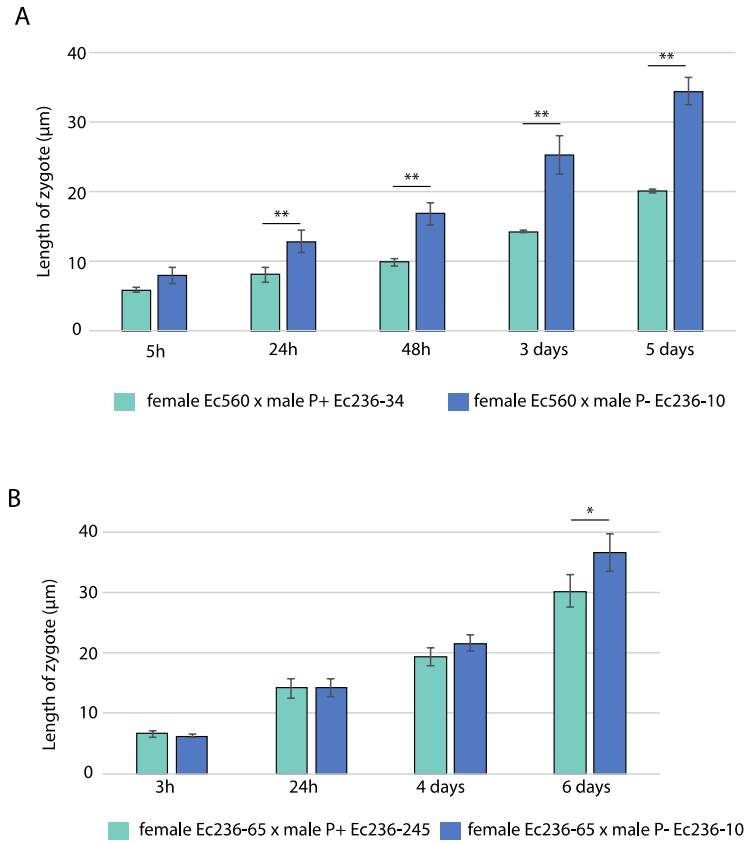 A
Length of zygote (µm)
40
30
20
10
0
**
**
**
**
5h
24h
48h
3 days
5 days
female Ec560 x male P+ Ec236-34
female Ec560 x male P- Ec236-10
B
Length of zygote (µm)
40
30
20
10
0
*
3h
24h
4 days
6 days
female Ec236-65 x male P+ Ec236-245
female Ec236-65 x male P- Ec236-10